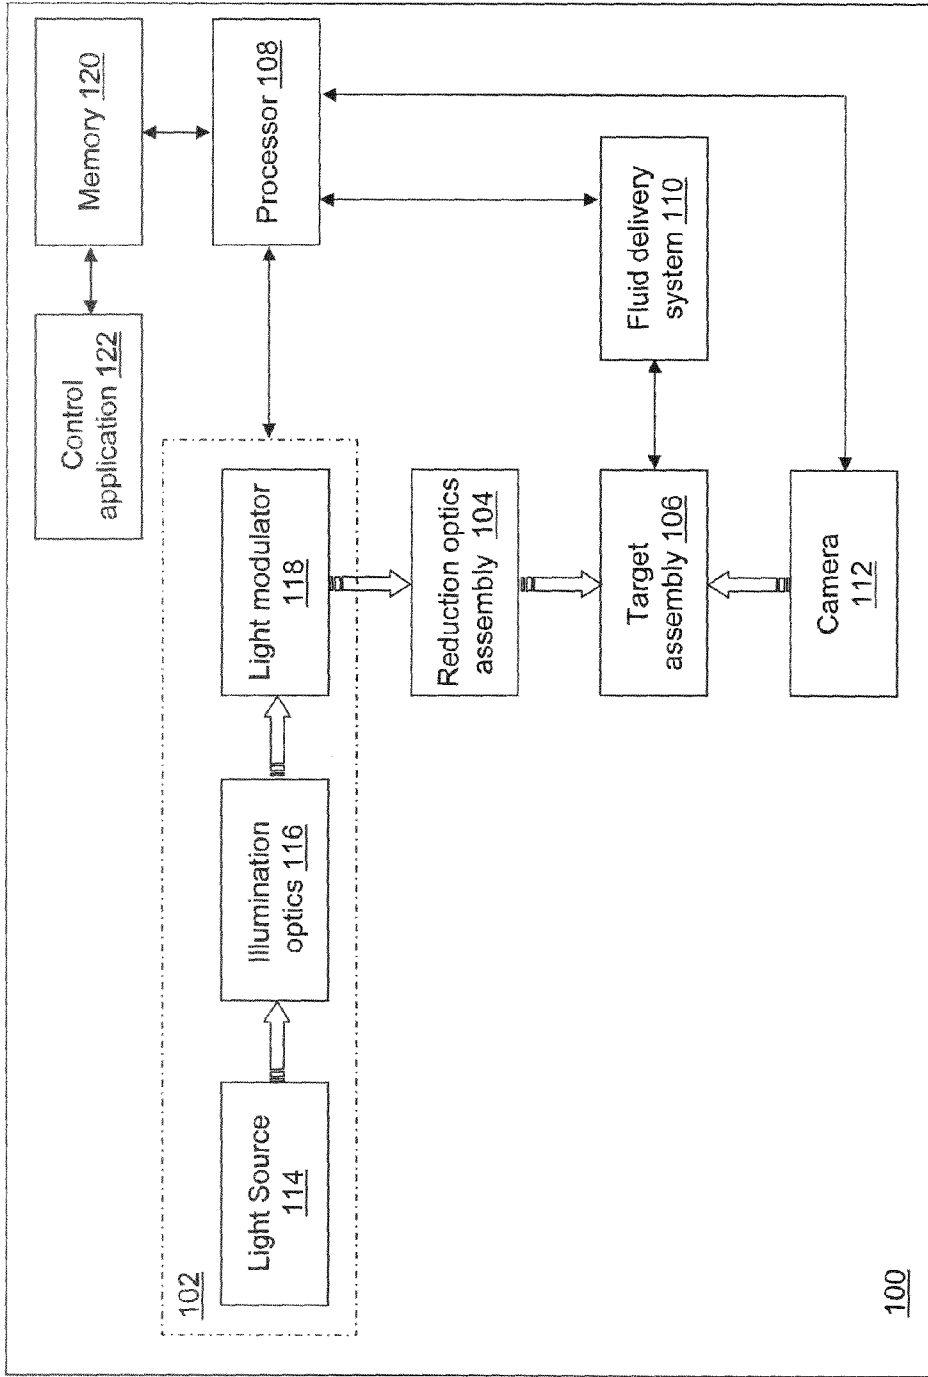 102
Light Source
114
Illumination
optics 116
Light modulator
118
Control
application 122
Memory 120
Processor 108
Reduction optics
assembly 104
Target
assembly 106
Fluid delivery
system 110
Camera
112
100